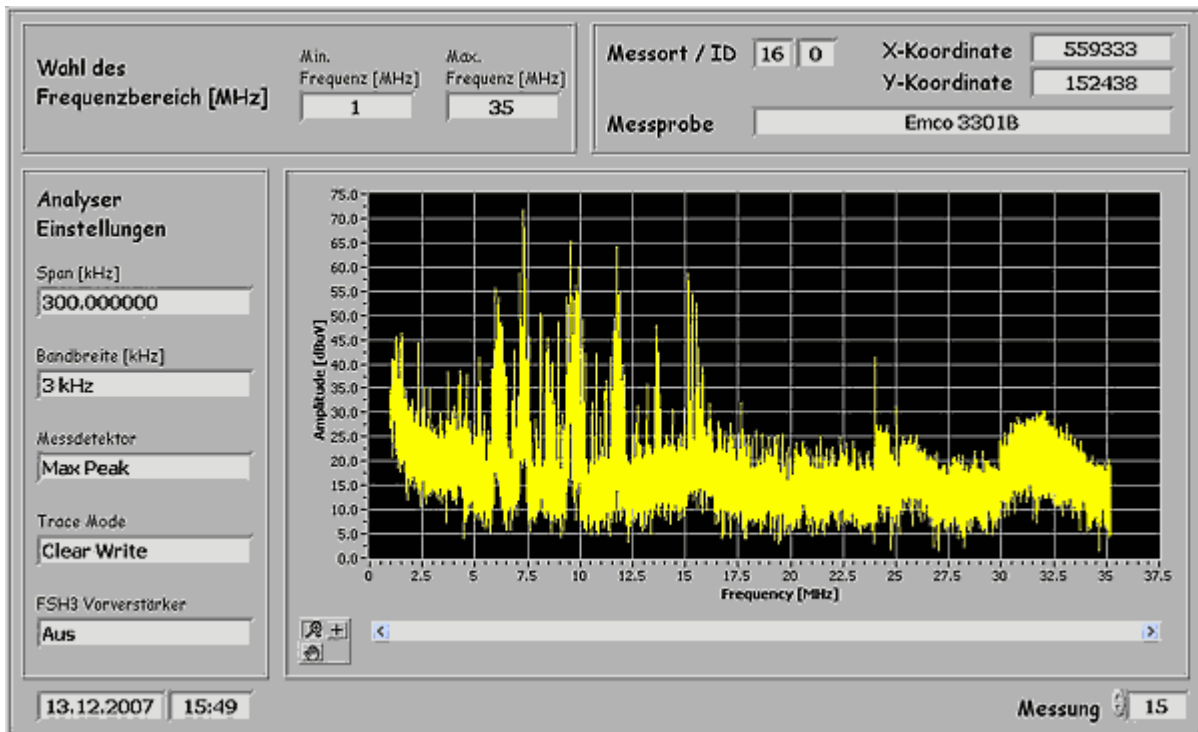 Wahl des
Frequenzbereich [MHz]
Min.
Frequenz [MHz]
1
Max.
Frequenz [MHz]
35
Messort / ID 16 0
X-Koordinate 559333
Y-Koordinate 152438
Messprobe Emco 3301B
Analyser
Einstellungen
Span [kHz]
300.000000
Bandbreite [kHz]
3 kHz
Messdetektor
Max Peak
Trace Mode
Clear Write
FSH3 Vorverstärker
Aus
Amplitude [dBuV]
75.0
70.0
65.0
60.0
55.0
50.0
45.0
40.0
35.0
30.0
25.0
20.0
15.0
10.0
5.0
0.0
0 2.5 5 7.5 10 12.5 15 17.5 20 22.5 25 27.5 30 32.5 35 37.5
Frequency [MHz]
13.12.2007 15:49
Messung 15